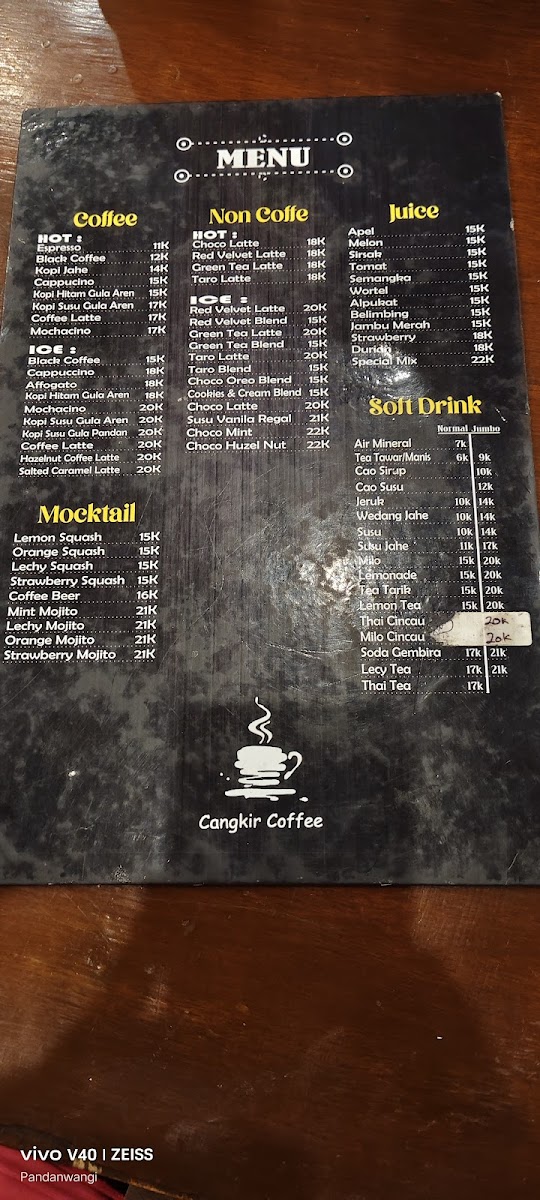 MENU
Coffee
HOT :
Espresso 11K
Black Coffee 12K
Kopi Jahe 14K
Cappucino 15K
Kopi Hitam Gula Aren 15K
Kopi Susu Gula Aren 17K
Coffee Latte 17K
Mochacino 17K
ICE :
Black Coffee 15K
Cappuccino 18K
Affogato 18K
Kopi Hitam Gula Aren 18K
Mochacino 20K
Kopi Susu Gula Aren 20K
Kopi Susu Gula Pandan 20K
Coffee Latte 20K
Hazelnut Coffee Latte 20K
Salted Caramel Latte 20K
Mocktail
Lemon Squash 15K
Orange Squash 15K
Lechy Squash 15K
Strawberry Squash 15K
Coffee Beer 16K
Mint Mojito 21K
Lechy Mojito 21K
Orange Mojito 21K
Strawberry Mojito 21K
Non Coffe
HOT :
Choco Latte 18K
Red Velvet Latte 18K
Green Tea Latte 18K
Taro Latte 18K
ICE :
Red Velvet Latte 20K
Red Velvet Blend 15K
Green Tea Latte 20K
Green Tea Blend 15K
Taro Latte 20K
Taro Blend 15K
Choco Oreo Blend 15K
Cookies & Cream Blend 15K
Choco Latte 20K
Susu Vanila Regal 21K
Choco Mint 22K
Choco Huzel Nut 22K
Juice
Apel 15K
Melon 15K
Sirsak 15K
Tomat 15K
Semangka 15K
Wortel 15K
Alpukat 15K
Belimbing 15K
Jambu Merah 15K
Strawberry 18K
Durian 18K
Special Mix 22K
Soft Drink
Normal Jumbo
Air Mineral 7k
Tea Tawar/Manis 6k 9k
Cao Sirup 10k
Cao Susu 12k
Jeruk 10k 14k
Wedang Jahe 10k 14k
Susu 10k 14k
Susu Jahe 11k 17k
Milo 15k 20k
Lemonade 15k 20k
Tea Tarik 15k 20k
Lemon Tea 15k 20k
Thai Cincau 20K
Milo Cincau 20K
Soda Gembira 17k 21k
Lecy Tea 17k 21k
Thai Tea 17k
Cangkir Coffee
vivo V40 | ZEISS
Pandanwangi